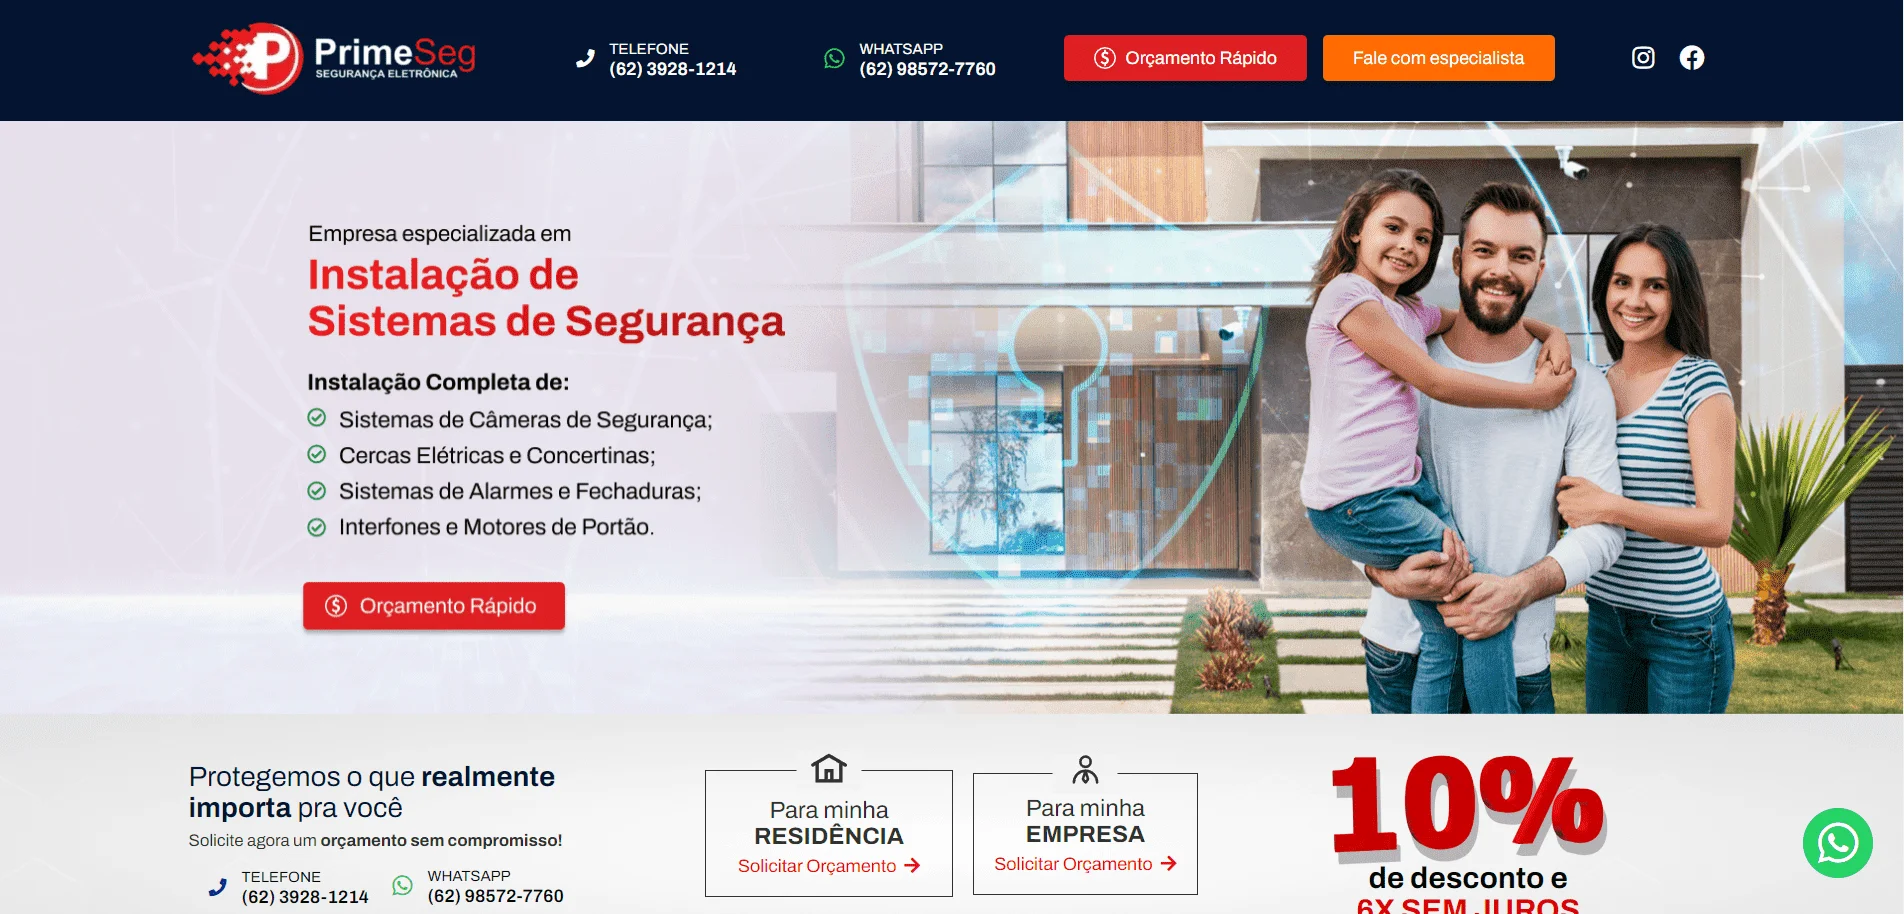 PrimeSeg
SEGURANÇA ELETRÔNICA
TELEFONE
(62) 3928-1214
WHATSAPP
(62) 98572-7760
Orçamento Rápido
Fale com especialista
Empresa especializada em
Instalação de
Sistemas de Segurança
Instalação Completa de:
Sistemas de Câmeras de Segurança;
Cercas Elétricas e Concertinas;
Sistemas de Alarmes e Fechaduras;
Interfones e Motores de Portão.
Orçamento Rápido
Protegemos o que realmente
importa pra você
Solicite agora um orçamento sem compromisso!
TELEFONE
(62) 3928-1214
WHATSAPP
(62) 98572-7760
Para minha
RESIDÊNCIA
Solicitar Orçamento
Para minha
EMPRESA
Solicitar Orçamento
10%
de desconto e
6X SEM JUROS